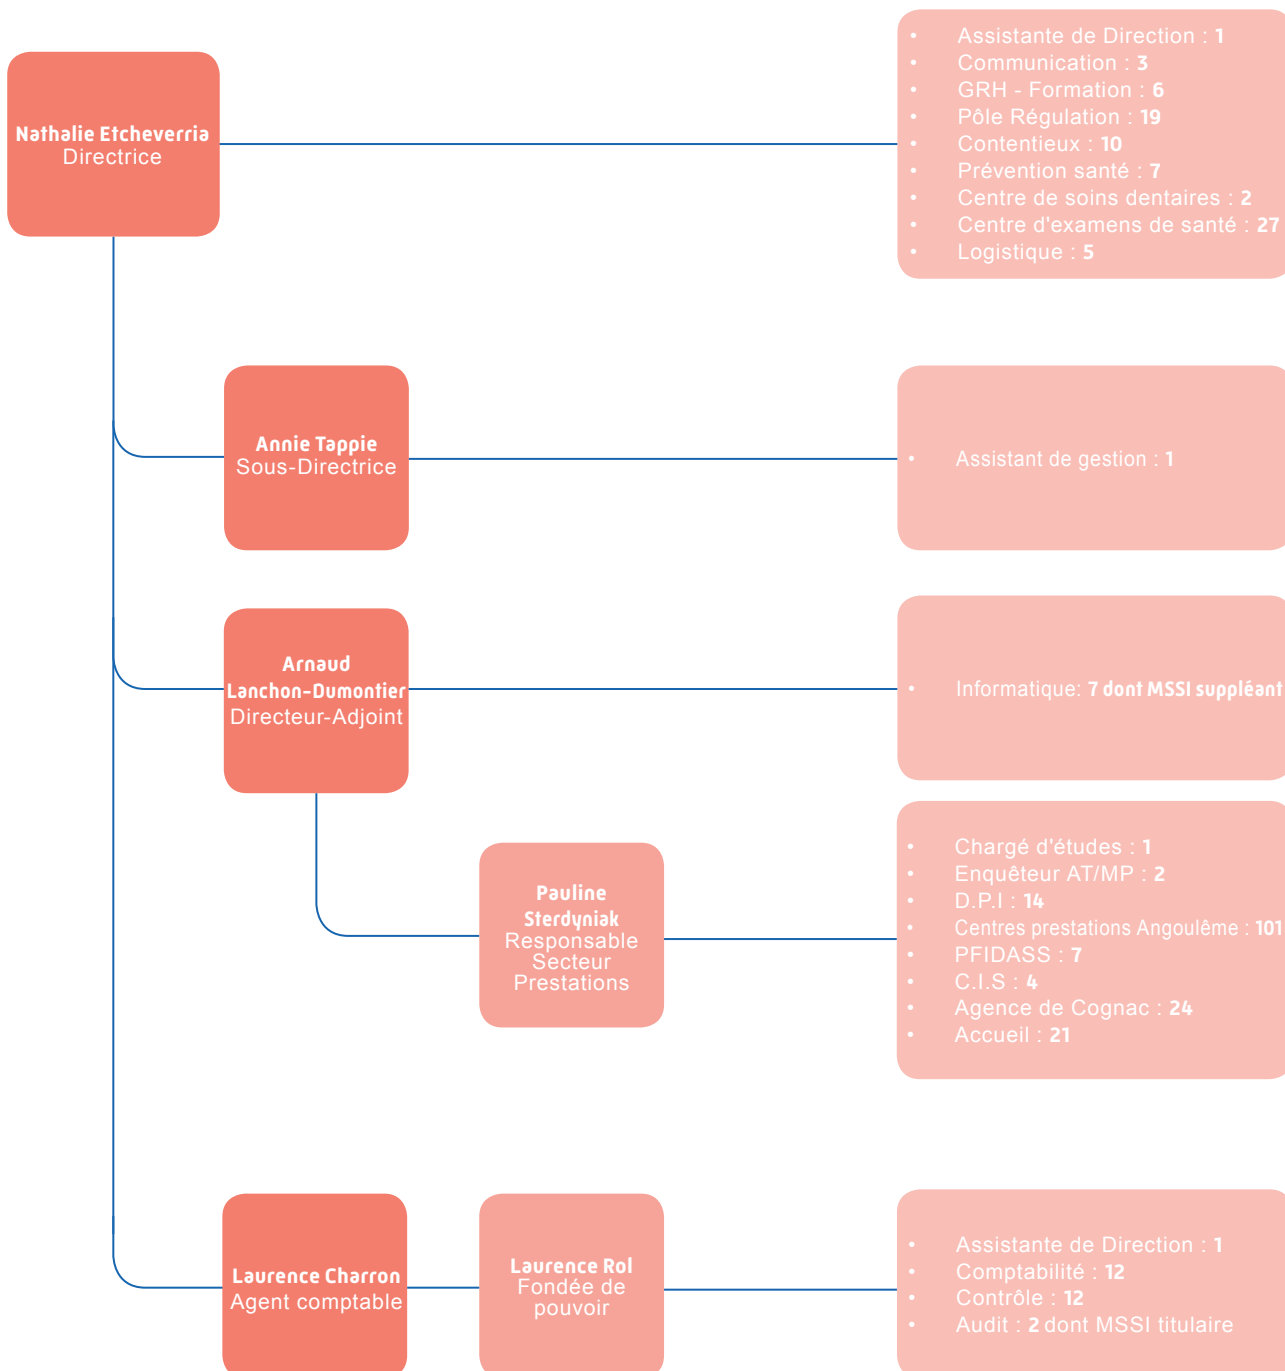 Nathalie Etcheverria
Directrice
• Assistante de Direction : 1
• Communication : 3
• GRH - Formation : 6
• Pôle Régulation : 19
• Contentieux : 10
• Prévention santé : 7
• Centre de soins dentaires : 2
• Centre d'examens de santé : 27
• Logistique : 5
Annie Tappie
Sous-Directrice
• Assistant de gestion : 1
Arnaud
Lanchon-Dumontier
Directeur-Adjoint
• Informatique: 7 dont MSSI suppléant
Pauline
Sterdyniak
Responsable
Secteur
Prestations
• Chargé d'études : 1
• Enquêteur AT/MP : 2
• D.P.I : 14
• Centres prestations Angoulême : 101
• PFIDASS : 7
• C.I.S : 4
• Agence de Cognac : 24
• Accueil : 21
Laurence Charron
Agent comptable
Laurence Rol
Fondée de
pouvoir
• Assistante de Direction : 1
• Comptabilité : 12
• Contrôle : 12
• Audit : 2 dont MSSI titulaire